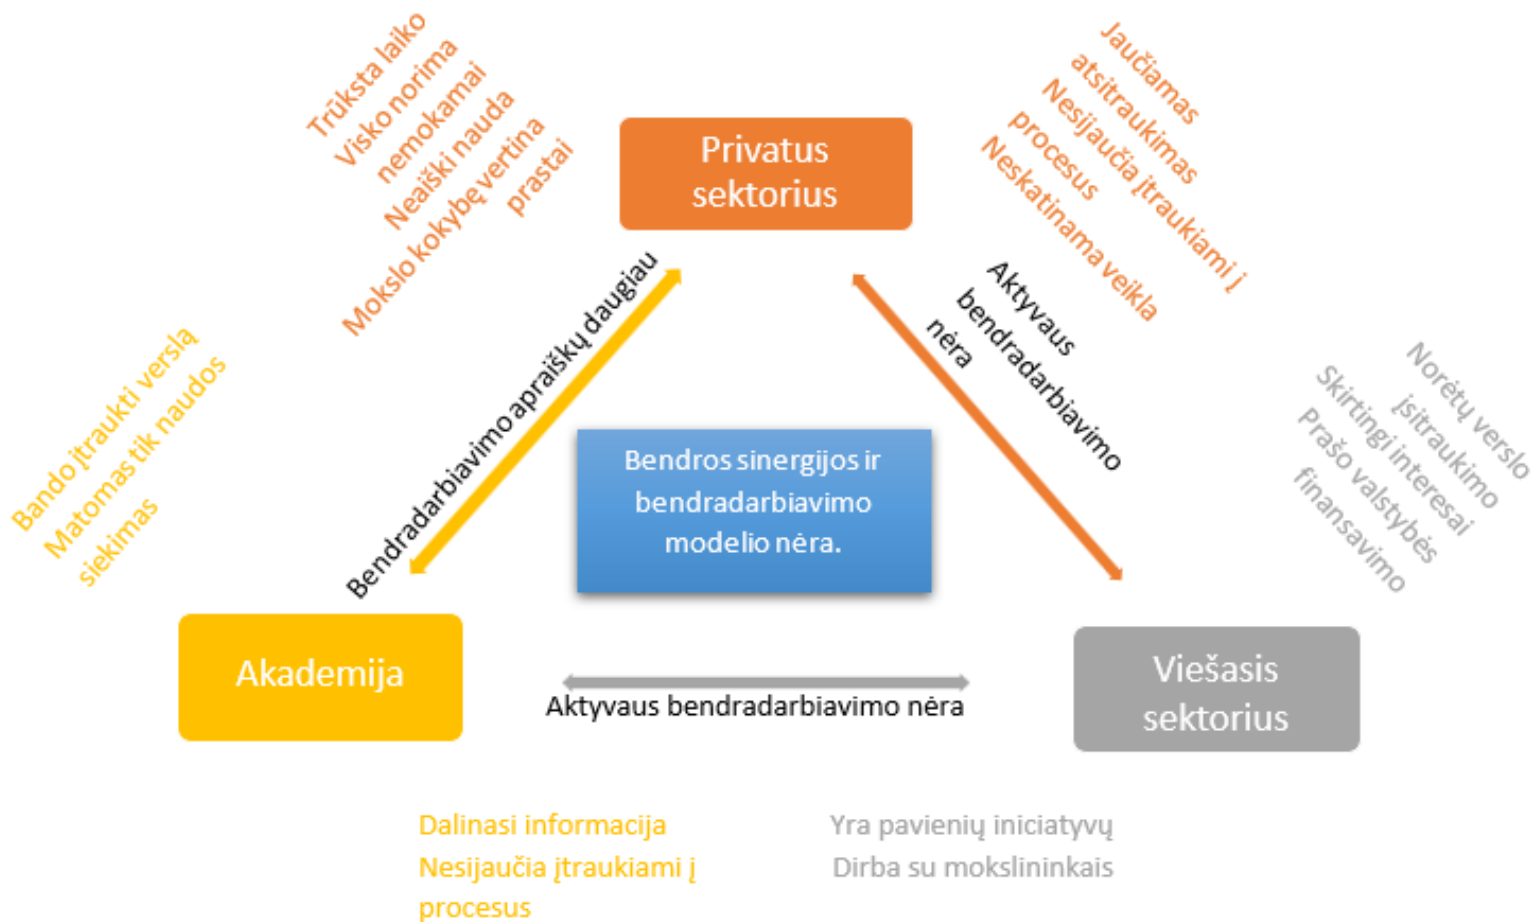 Trūksta laiko
Visko norima
nemokamai
Neaiški nauda
Mokslo kokybę vertina
prastai
Privatus
sektorius
Jaučiamas
atsitraukimas
Nesijaučia įtraukiami į
procesus
Neskatinama veikla
Bendradarbiavimo apraiškų daugiau
Aktyvaus
bendradarbiavimo
nėra
Bando įtraukti verslą
Matomas tik naudos
siekimas
Bendros sinergijos ir
bendradarbiavimo
modelio nėra.
Norėtų verslo
įsitraukimo
Skirtingi interesai
Prašo valstybės
finansavimo
Akademija
Aktyvaus bendradarbiavimo nėra
Viešasis
sektorius
Dalinasi informacija
Nesijaučia įtraukiami į
procesus
Yra pavienių iniciatyvų
Dirba su mokslininkais